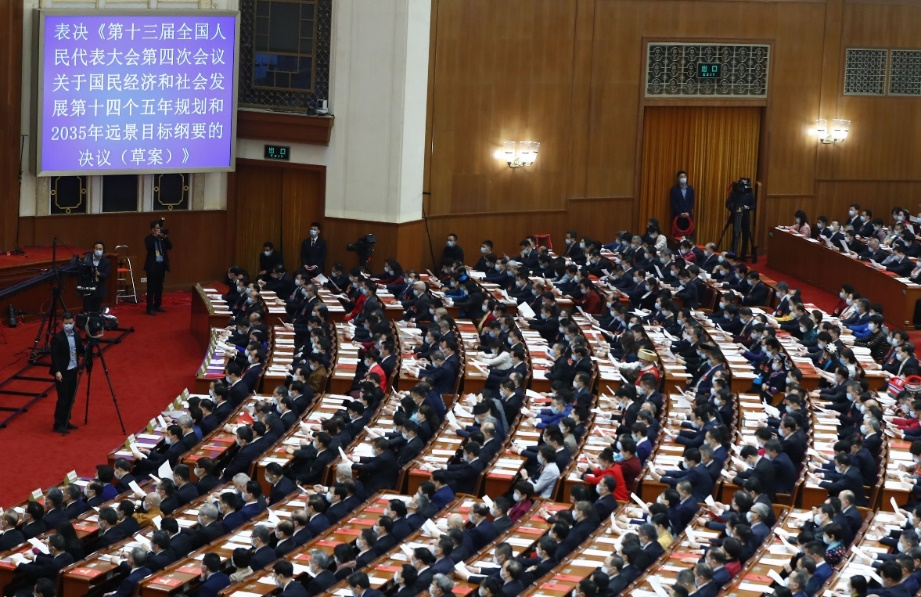 表决《第十三届全国人
民代表大会第四次会议
关于国民经济和社会发
展第十四个五年规划和
2035年远景目标纲要的
决议（草案）》
出口
出口